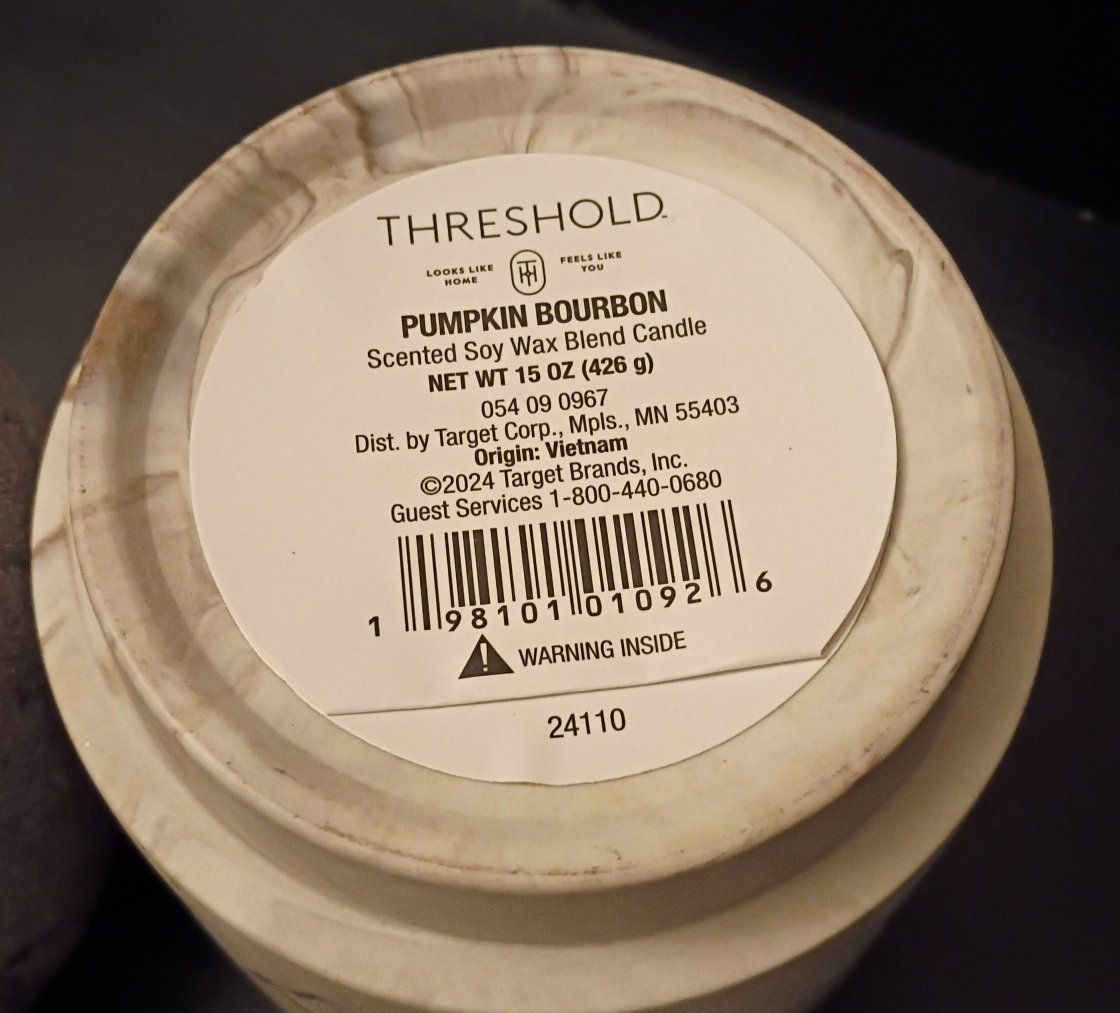 THRESHOLD™
LOOKS LIKE HOME TH FEELS LIKE YOU
PUMPKIN BOURBON
Scented Soy Wax Blend Candle
NET WT 15 OZ (426 g)
054 09 0967
Dist. by Target Corp., Mpls., MN 55403
Origin: Vietnam
©2024 Target Brands, Inc.
Guest Services 1-800-440-0680
1 98101 01092 6
WARNING INSIDE
24110